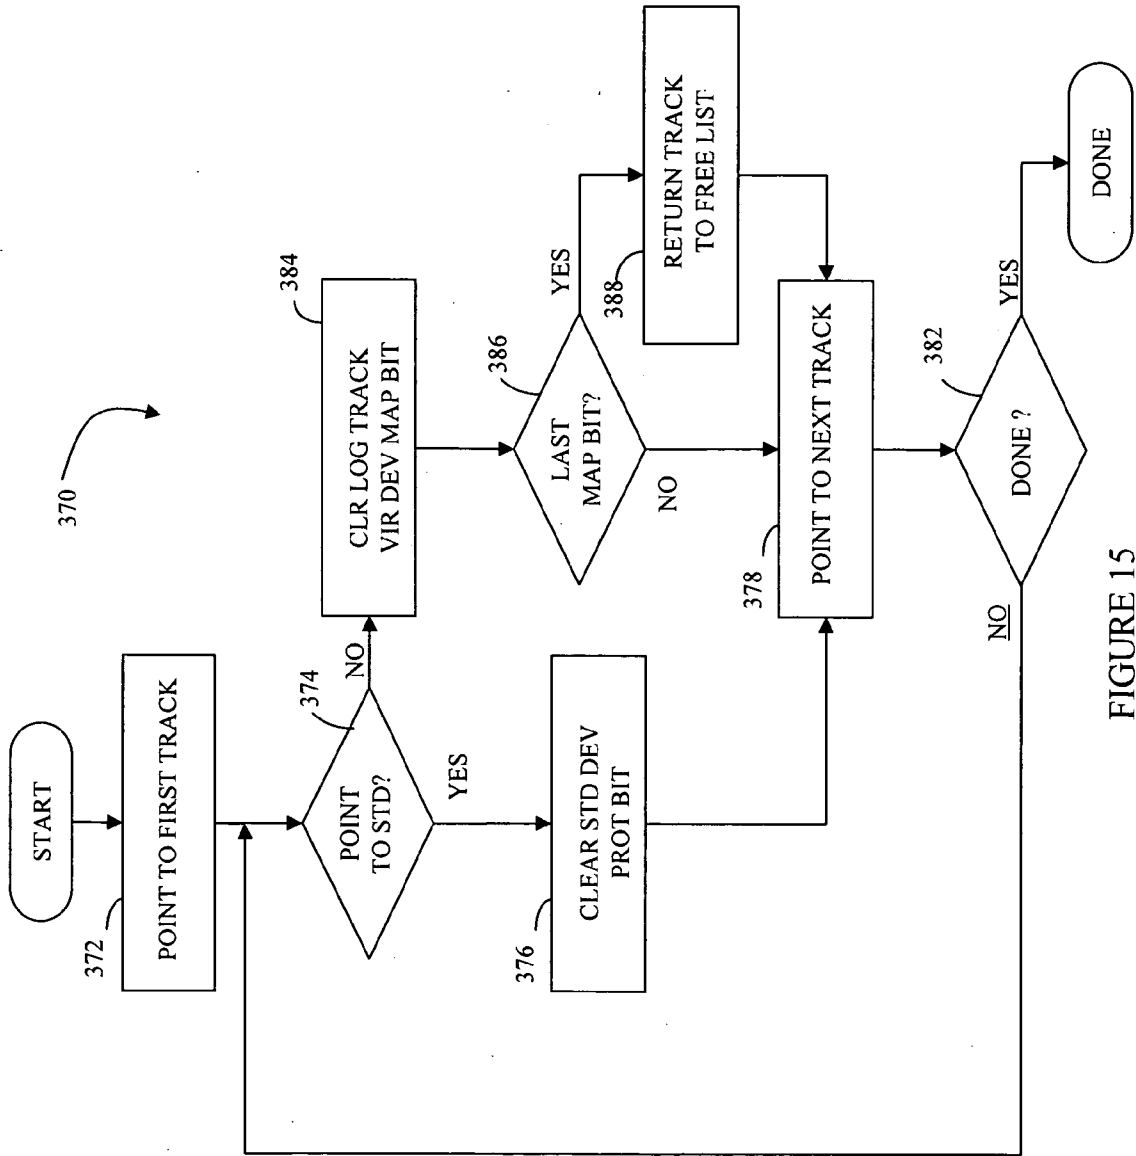 370
START
372
POINT TO FIRST TRACK
374
POINT
TO STD?
NO
YES
384
CLR LOG TRACK
VIR DEV MAP BIT
376
CLEAR STD DEV
PROT BIT
386
LAST
MAP BIT?
YES
NO
388
RETURN TRACK
TO FREE LIST
378
POINT TO NEXT TRACK
382
DONE ?
NO
YES
DONE
FIGURE 15